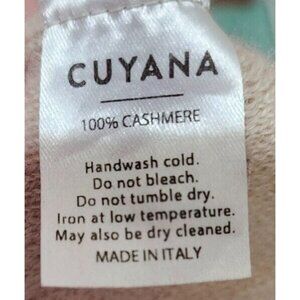 CUYANA
100% CASHMERE
Handwash cold.
Do not bleach.
Do not tumble dry.
Iron at low temperature.
May also be dry cleaned.
MADE IN ITALY